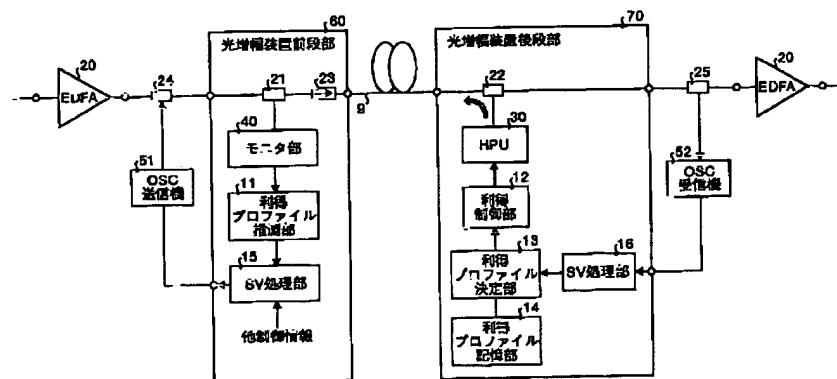 60
光増幅装置前段部
20
EDFA
24
21
23
9
40
モニタ部
51
OSC
送信機
11
利得
プロファイル
推測部
15
SV処理部
他制御情報
70
光増幅装置後段部
22
25
20
EDFA
30
HPU
52
OSC
受信機
12
利得
制御部
13
利得
プロファイル
決定部
16
SV処理部
14
利得
プロファイル
記憶部